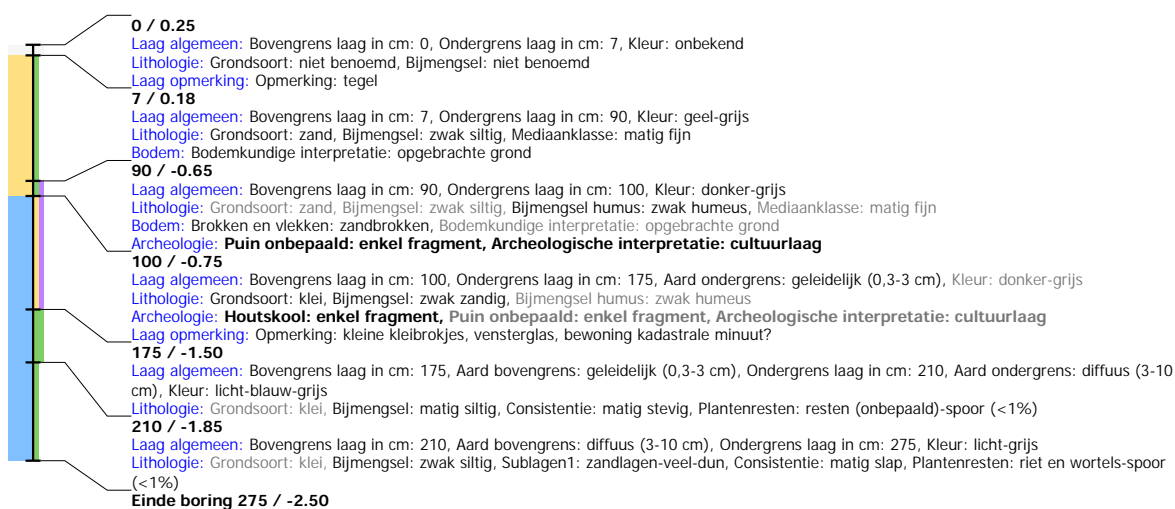 0 / 0.25
Laag algemeen: Bovengrens laag in cm: 0, Ondergrens laag in cm: 7, Kleur: onbekend
Lithologie: Grondsoort: niet benoemd, Bijmengsel: niet benoemd
Laag opmerking: Opmerking: tegel
7 / 0.18
Laag algemeen: Bovengrens laag in cm: 7, Ondergrens laag in cm: 90, Kleur: geel-grijs
Lithologie: Grondsoort: zand, Bijmengsel: zwak siltig, Mediaanklasse: matig fijn
Bodem: Bodemkundige interpretatie: opgebrachte grond
90 / -0.65
Laag algemeen: Bovengrens laag in cm: 90, Ondergrens laag in cm: 100, Kleur: donker-grijs
Lithologie: Grondsoort: zand, Bijmengsel: zwak siltig, Bijmengsel humus: zwak humeus, Mediaanklasse: matig fijn
Bodem: Brokken en vlekken: zandbrokken, Bodemkundige interpretatie: opgebrachte grond
Archeologie: Puin onbepaald: enkel fragment, Archeologische interpretatie: cultuurlaag
100 / -0.75
Laag algemeen: Bovengrens laag in cm: 100, Ondergrens laag in cm: 175, Aard ondergrens: geleidelijk (0,3-3 cm), Kleur: donker-grijs
Lithologie: Grondsoort: klei, Bijmengsel: zwak zandig, Bijmengsel humus: zwak humeus
Archeologie: Houtskool: enkel fragment, Puin onbepaald: enkel fragment, Archeologische interpretatie: cultuurlaag
Laag opmerking: Opmerking: kleine kleibrokjes, vensterglas, bewoning kadastrale minuut?
175 / -1.50
Laag algemeen: Bovengrens laag in cm: 175, Aard bovengrens: geleidelijk (0,3-3 cm), Ondergrens laag in cm: 210, Aard ondergrens: diffuus (3-10
cm), Kleur: licht-blauw-grijs
Lithologie: Grondsoort: klei, Bijmengsel: matig siltig, Consistentie: matig stevig, Plantenresten: resten (onbepaald)-spoor (<1%)
210 / -1.85
Laag algemeen: Bovengrens laag in cm: 210, Aard bovengrens: diffuus (3-10 cm), Ondergrens laag in cm: 275, Kleur: licht-grijs
Lithologie: Grondsoort: klei, Bijmengsel: zwak siltig, Sublagen1: zandlagen-veel-dun, Consistentie: matig slap, Plantenresten: riet en wortels-spoor
(<1%)
Einde boring 275 / -2.50